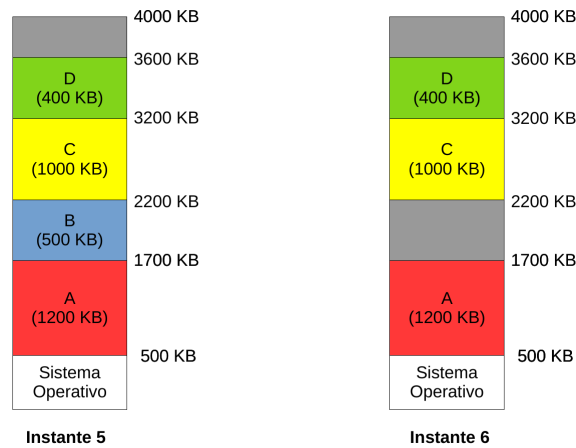 4000 KB
3600 KB
D
(400 KB)
3200 KB
C
(1000 KB)
2200 KB
B
(500 KB)
1700 KB
A
(1200 KB)
500 KB
Sistema
Operativo
Instante 5
4000 KB
3600 KB
D
(400 KB)
3200 KB
C
(1000 KB)
2200 KB
1700 KB
A
(1200 KB)
500 KB
Sistema
Operativo
Instante 6